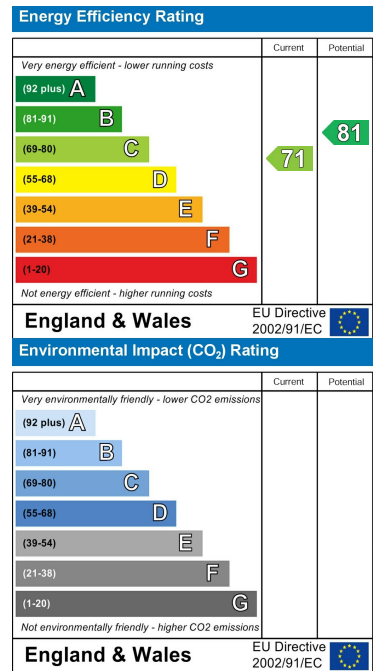 Energy Efficiency Rating
Current Potential
Very energy efficient - lower running costs
(92 plus) A
(81-91) B
(69-80) C
(55-68) D
(39-54) E
(21-38) F
(1-20) G
71
81
Not energy efficient - higher running costs
England & Wales
EU Directive
2002/91/EC
Environmental Impact (CO₂) Rating
Current Potential
Very environmentally friendly - lower CO2 emissions
(92 plus) A
(81-91) B
(69-80) C
(55-68) D
(39-54) E
(21-38) F
(1-20) G
Not environmentally friendly - higher CO2 emissions
England & Wales
EU Directive
2002/91/EC